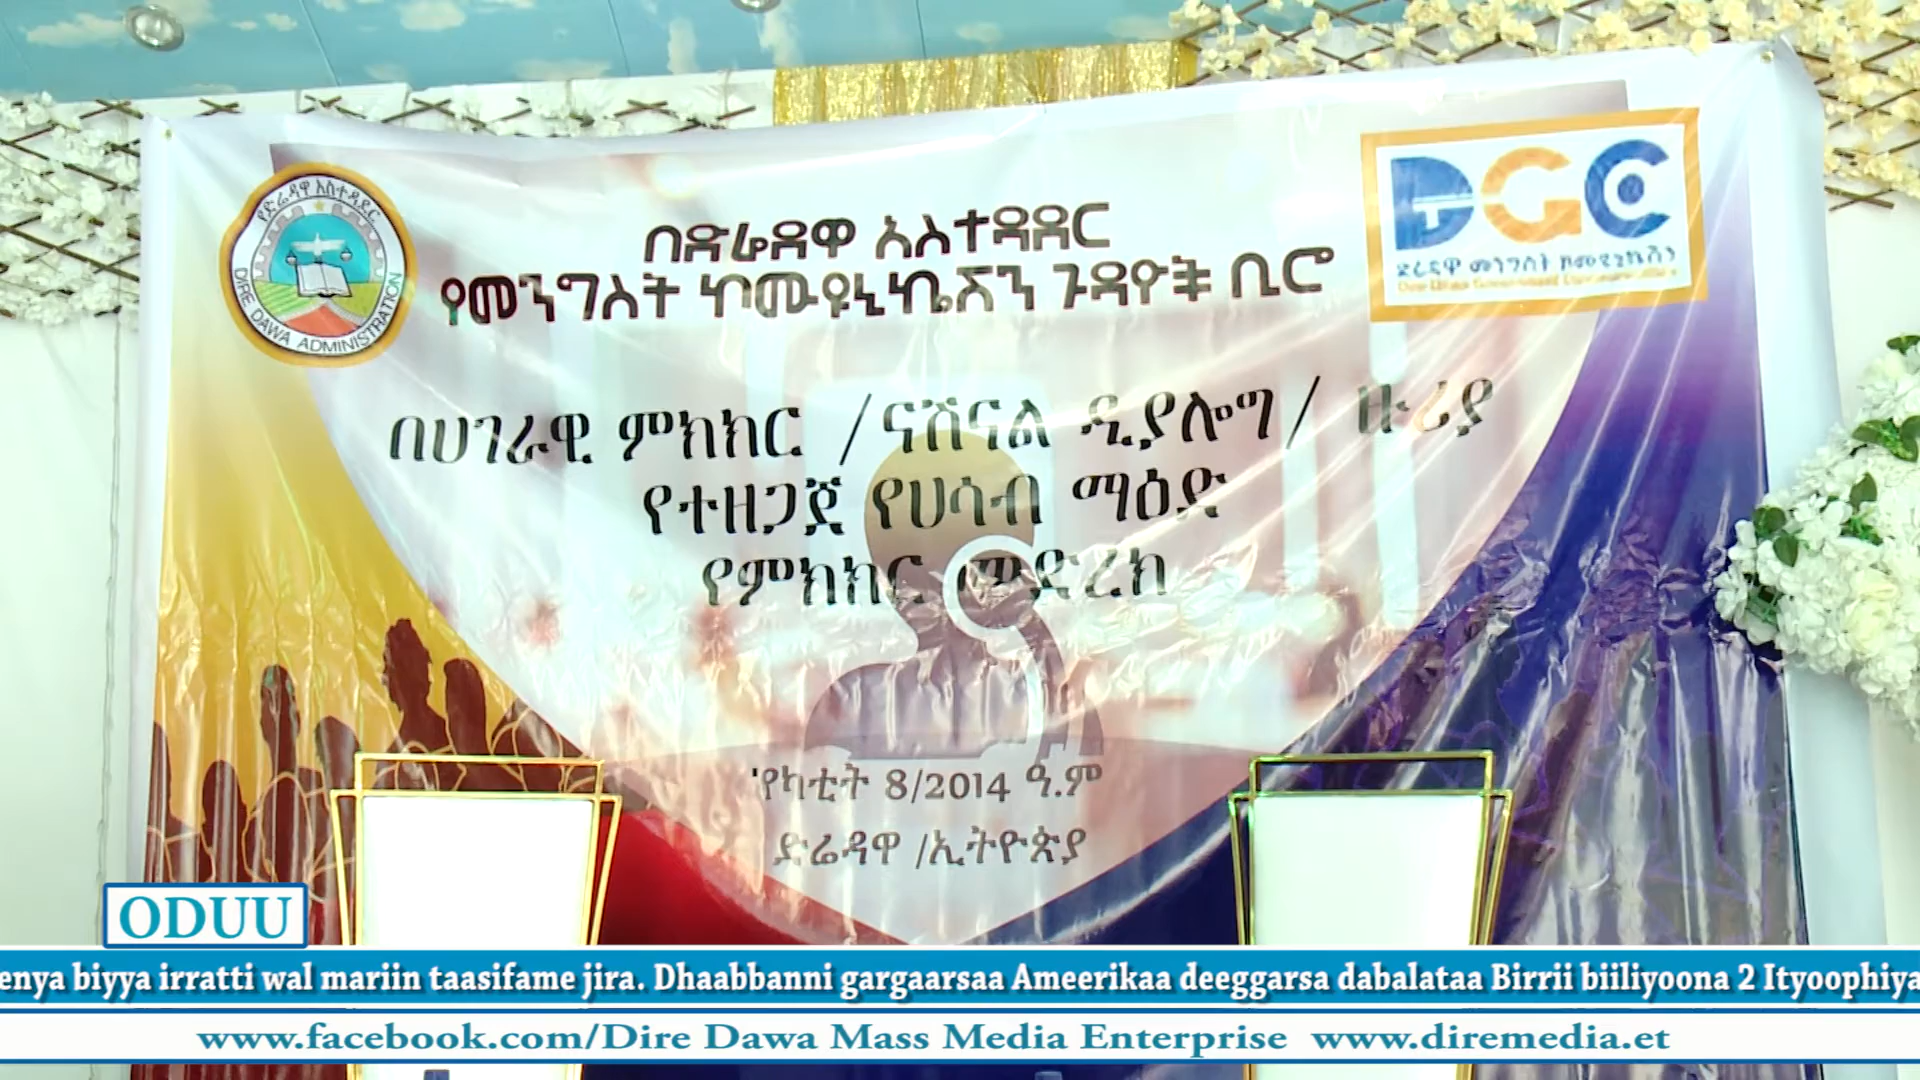 የድሬዳዋ አስተዳደር
DIRE DAWA ADMINISTRATION
በድሬዳዋ አስተዳደር
የመንግስት ኮሙዩኒኬሽን ጉዳዮች ቢሮ
DGC
ድሬዳዋ መንግስት ኮሙዩኒኬሽን
በሀገራዊ ምክክር /ናሽናል ዲያሎግ/ ዙሪያ
የተዘጋጀ የሀሳብ ማዕድ
የምክክር መድረክ
የካቲት 8/2014 ዓ.ም
ድሬዳዋ /ኢትዮጵያ
ODUU
enya biyya irratti wal mariin taasifame jira. Dhaabbanni gargaarsaa Ameerikaa deeggarsa dabalataa Birrii biiliyoona 2 Ityoophiya
www.facebook.com/Dire Dawa Mass Media Enterprise www.diremedia.et